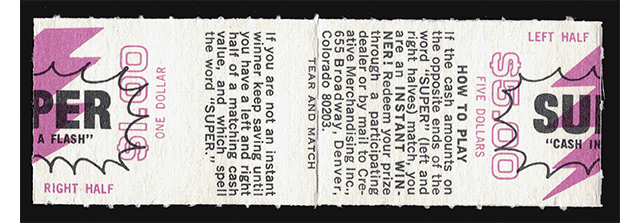 LEFT HALF
$5.00
FIVE DOLLARS
SU
"CASH IN
HOW TO PLAY
If the cash amounts on
the opposite ends of the
word "SUPER" (left and
right halves) match, you
are an INSTANT WIN-
NER! Redeem your prize
through a participating
dealer or by mail to Cre-
ative Merchandising Inc.,
655 Broadway, Denver,
Colorado 80203.
TEAR AND MATCH
If you are not an instant
winner keep saving until
you have a left and right
half of a matching cash
value, and which spell
the word "SUPER."
ONE DOLLAR
$1.00
PER
A FLASH"
RIGHT HALF